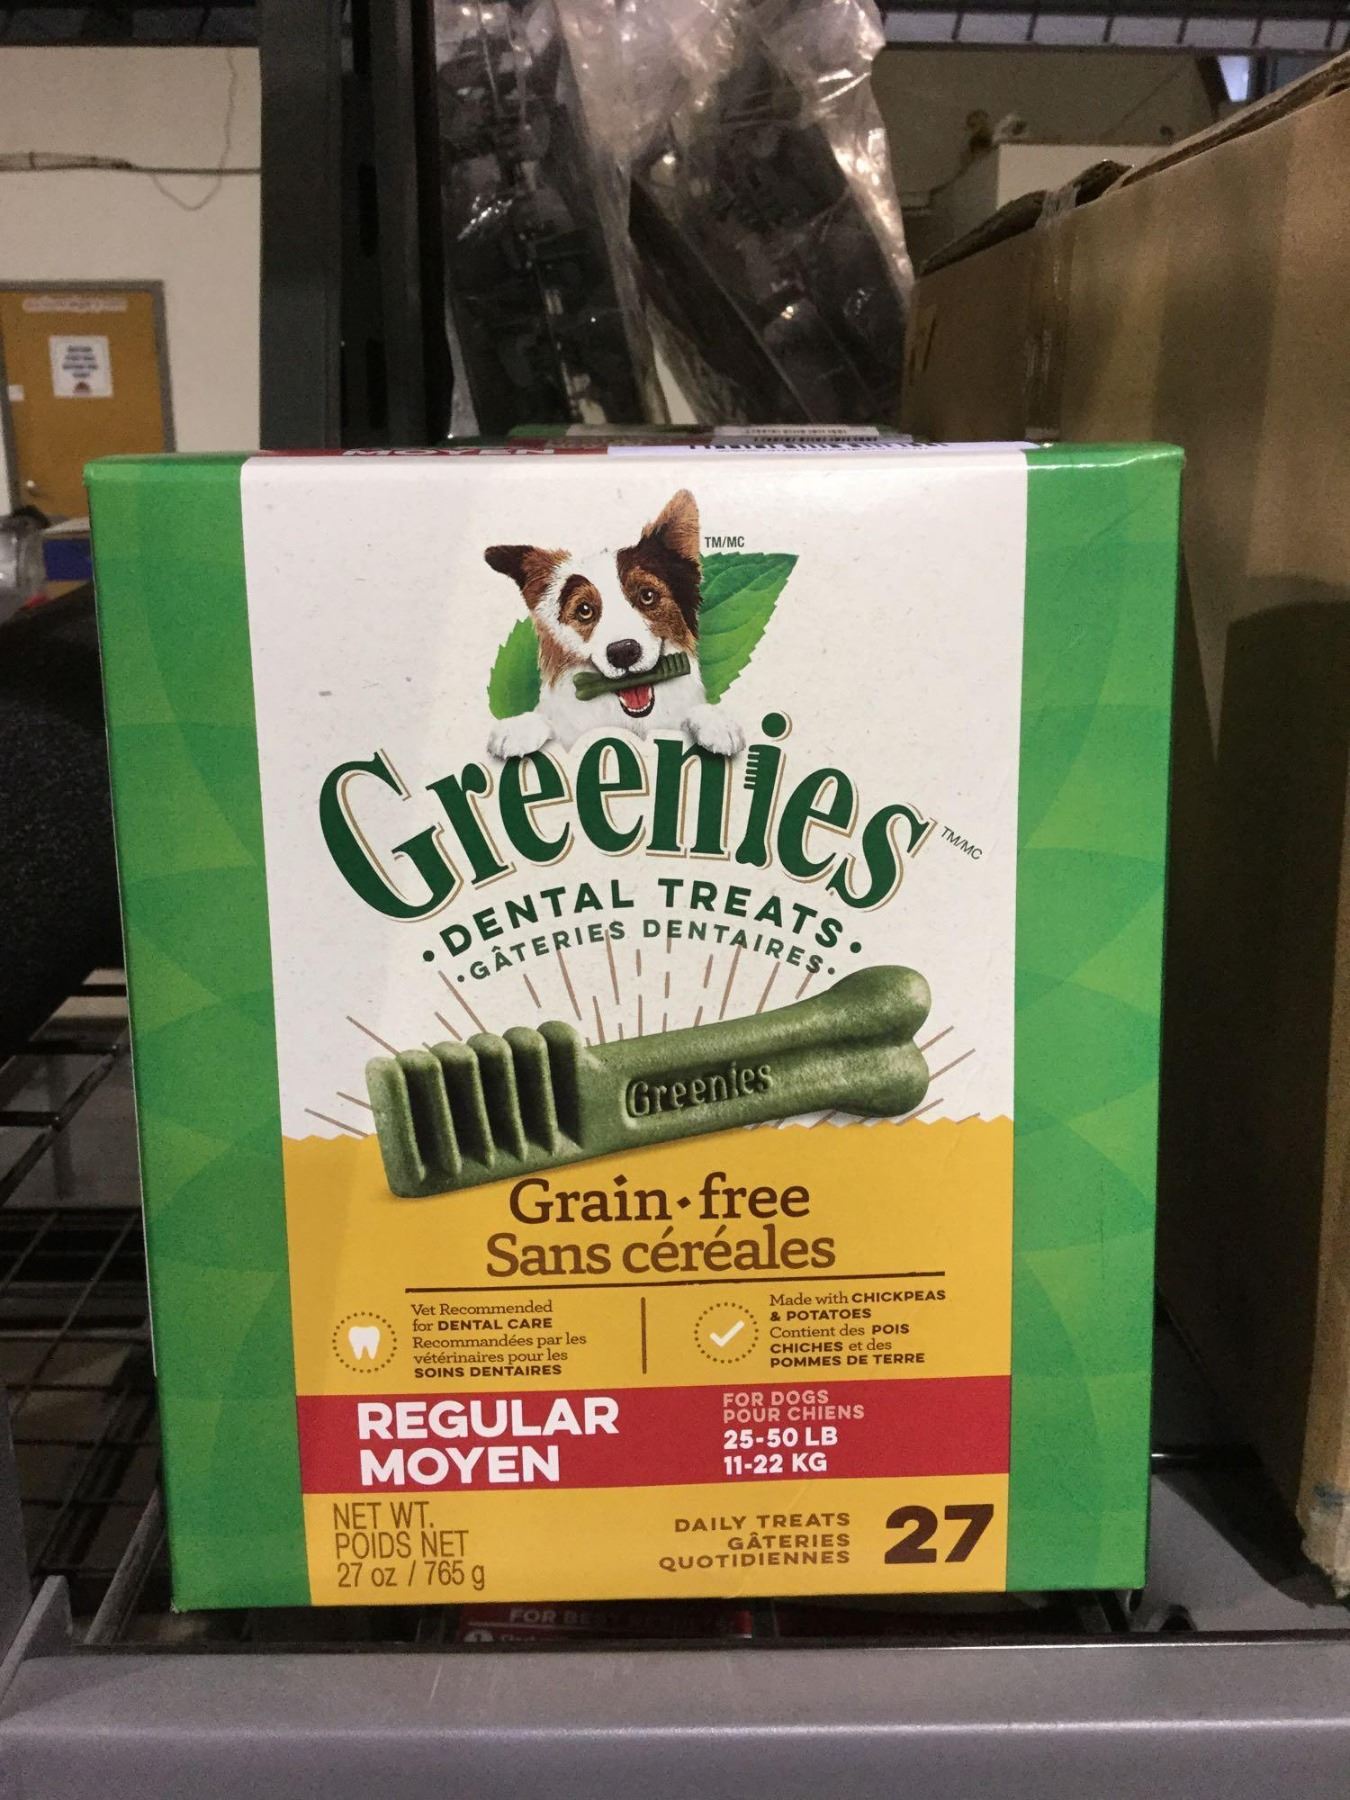 MOYEN
TM/MC
Greenies TM/MC
•DENTAL TREATS•
•GÂTERIES DENTAIRES•
Greenies
Grain•free
Sans céréales
Vet Recommended
for DENTAL CARE
Recommandées par les
vétérinaires pour les
SOINS DENTAIRES
Made with CHICKPEAS
& POTATOES
Contient des POIS
CHICHES et des
POMMES DE TERRE
REGULAR
MOYEN
FOR DOGS
POUR CHIENS
25-50 LB
11-22 KG
NET WT.
POIDS NET
27 oz / 765 g
DAILY TREATS
GÂTERIES
QUOTIDIENNES
27
FOR BEST